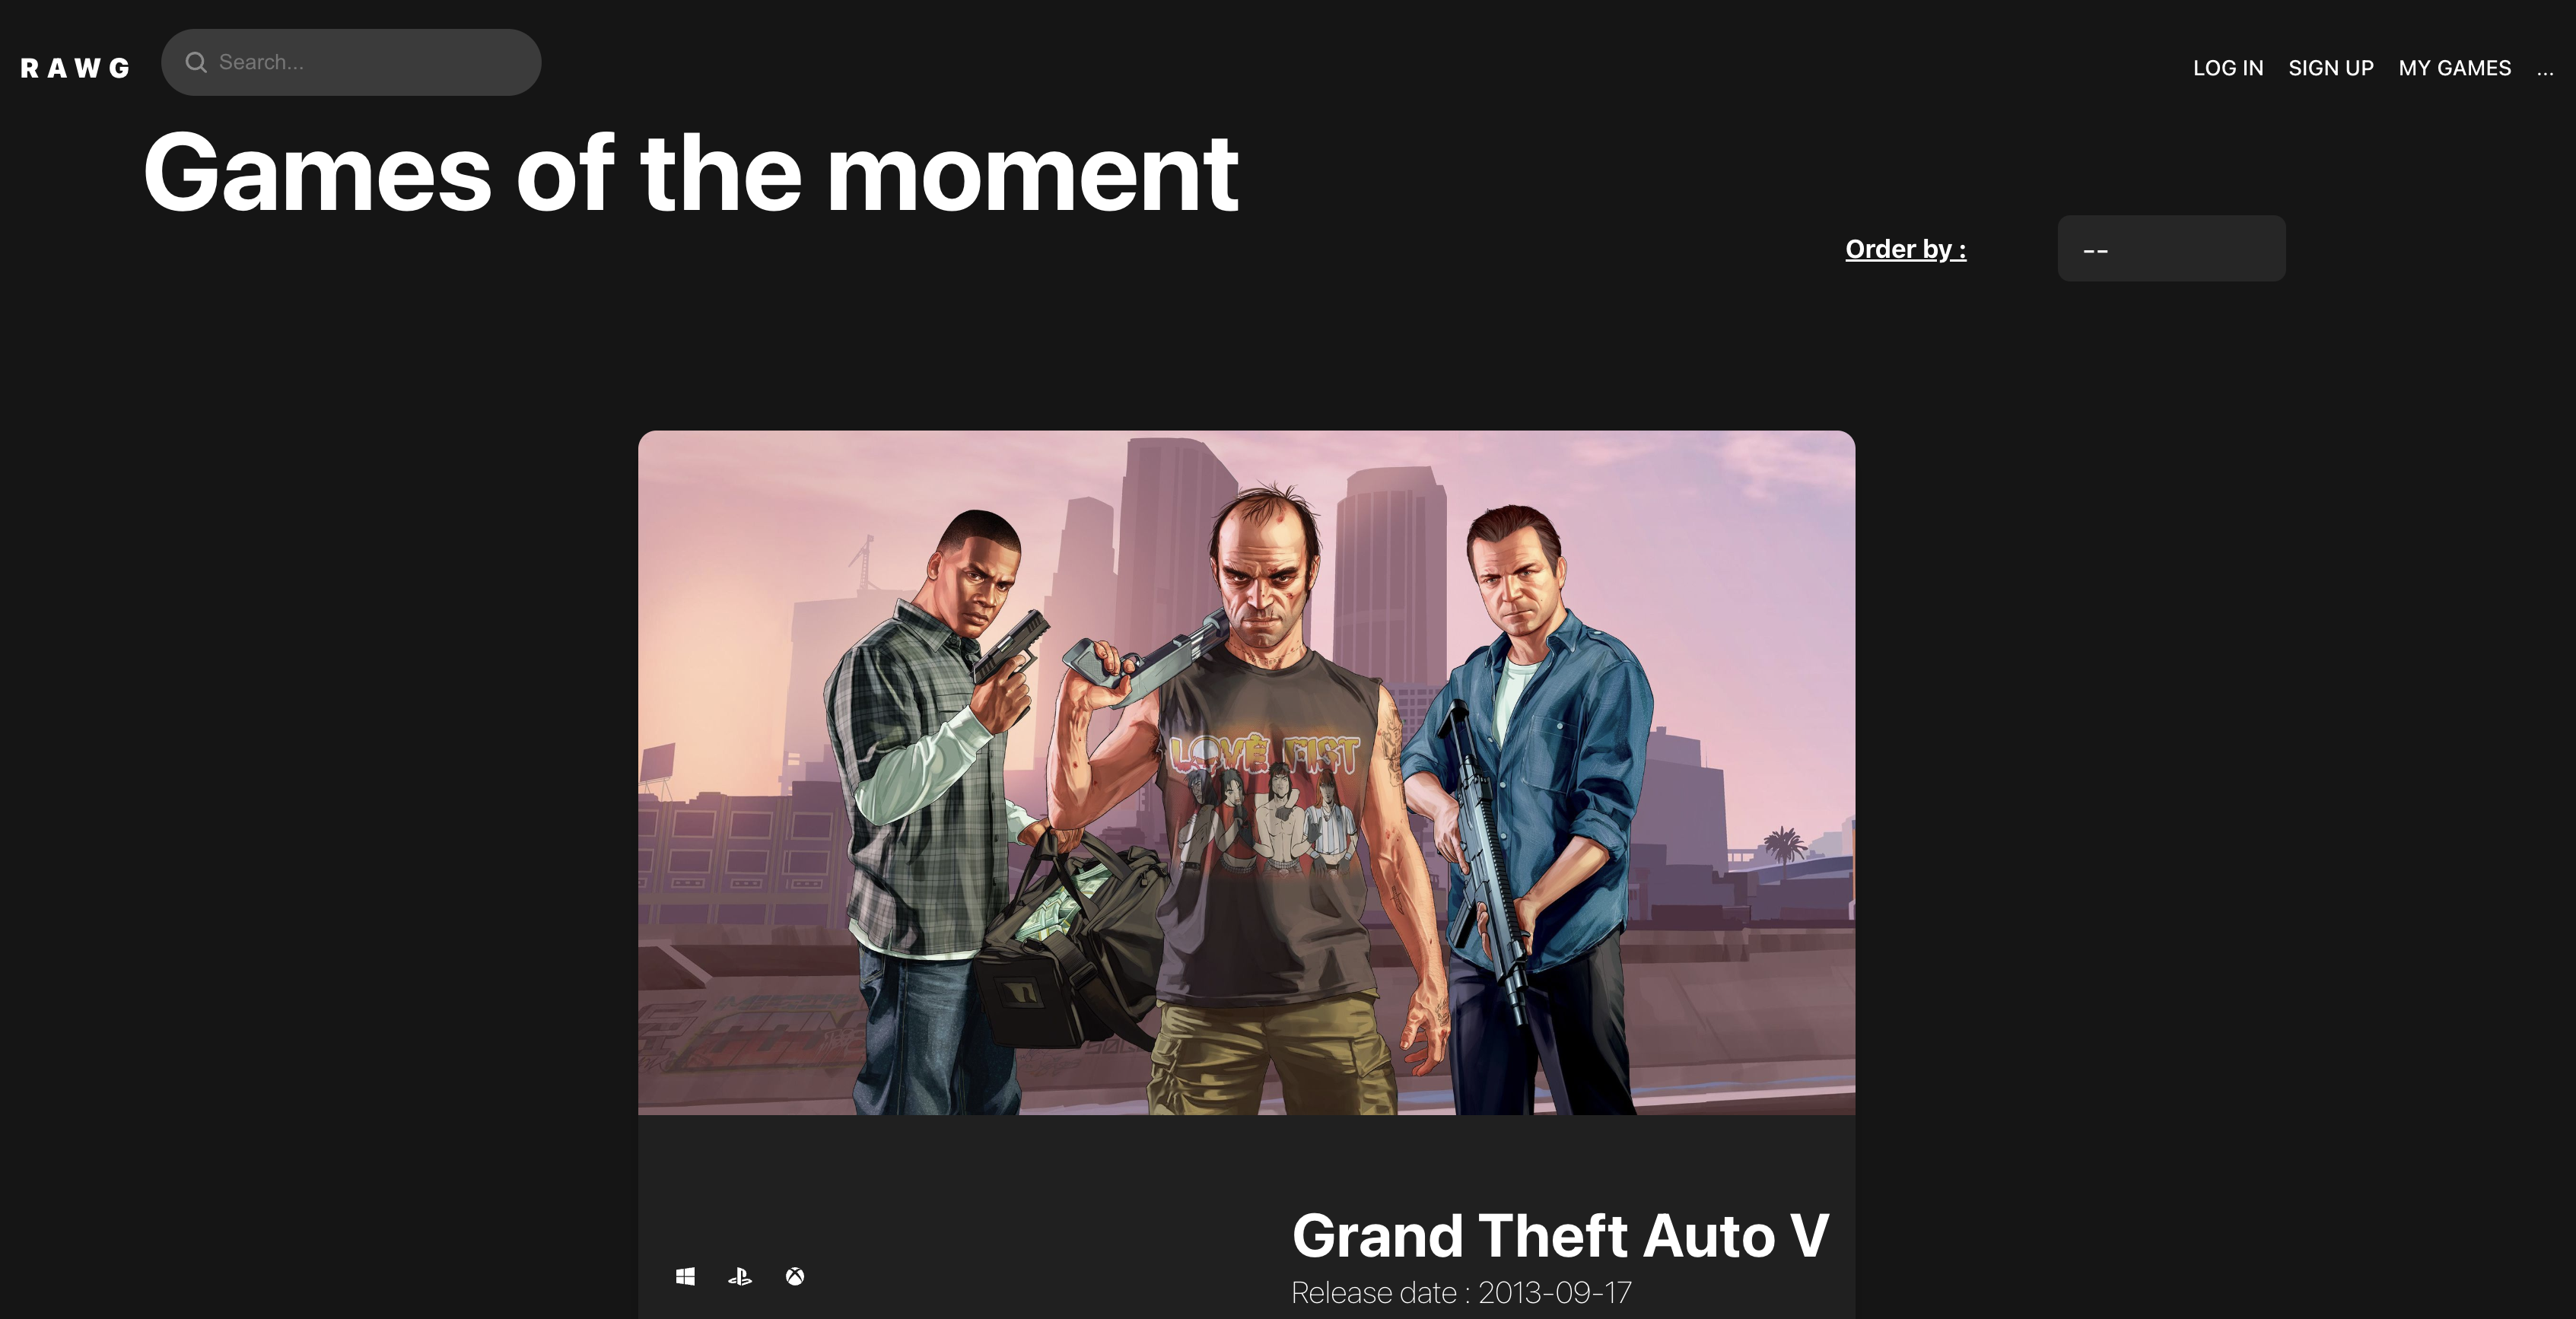 RAWG
Search...
LOG IN
SIGN UP
MY GAMES
...
Games of the moment
Order by :
--
LOVE FIST
Grand Theft Auto V
Release date : 2013-09-17